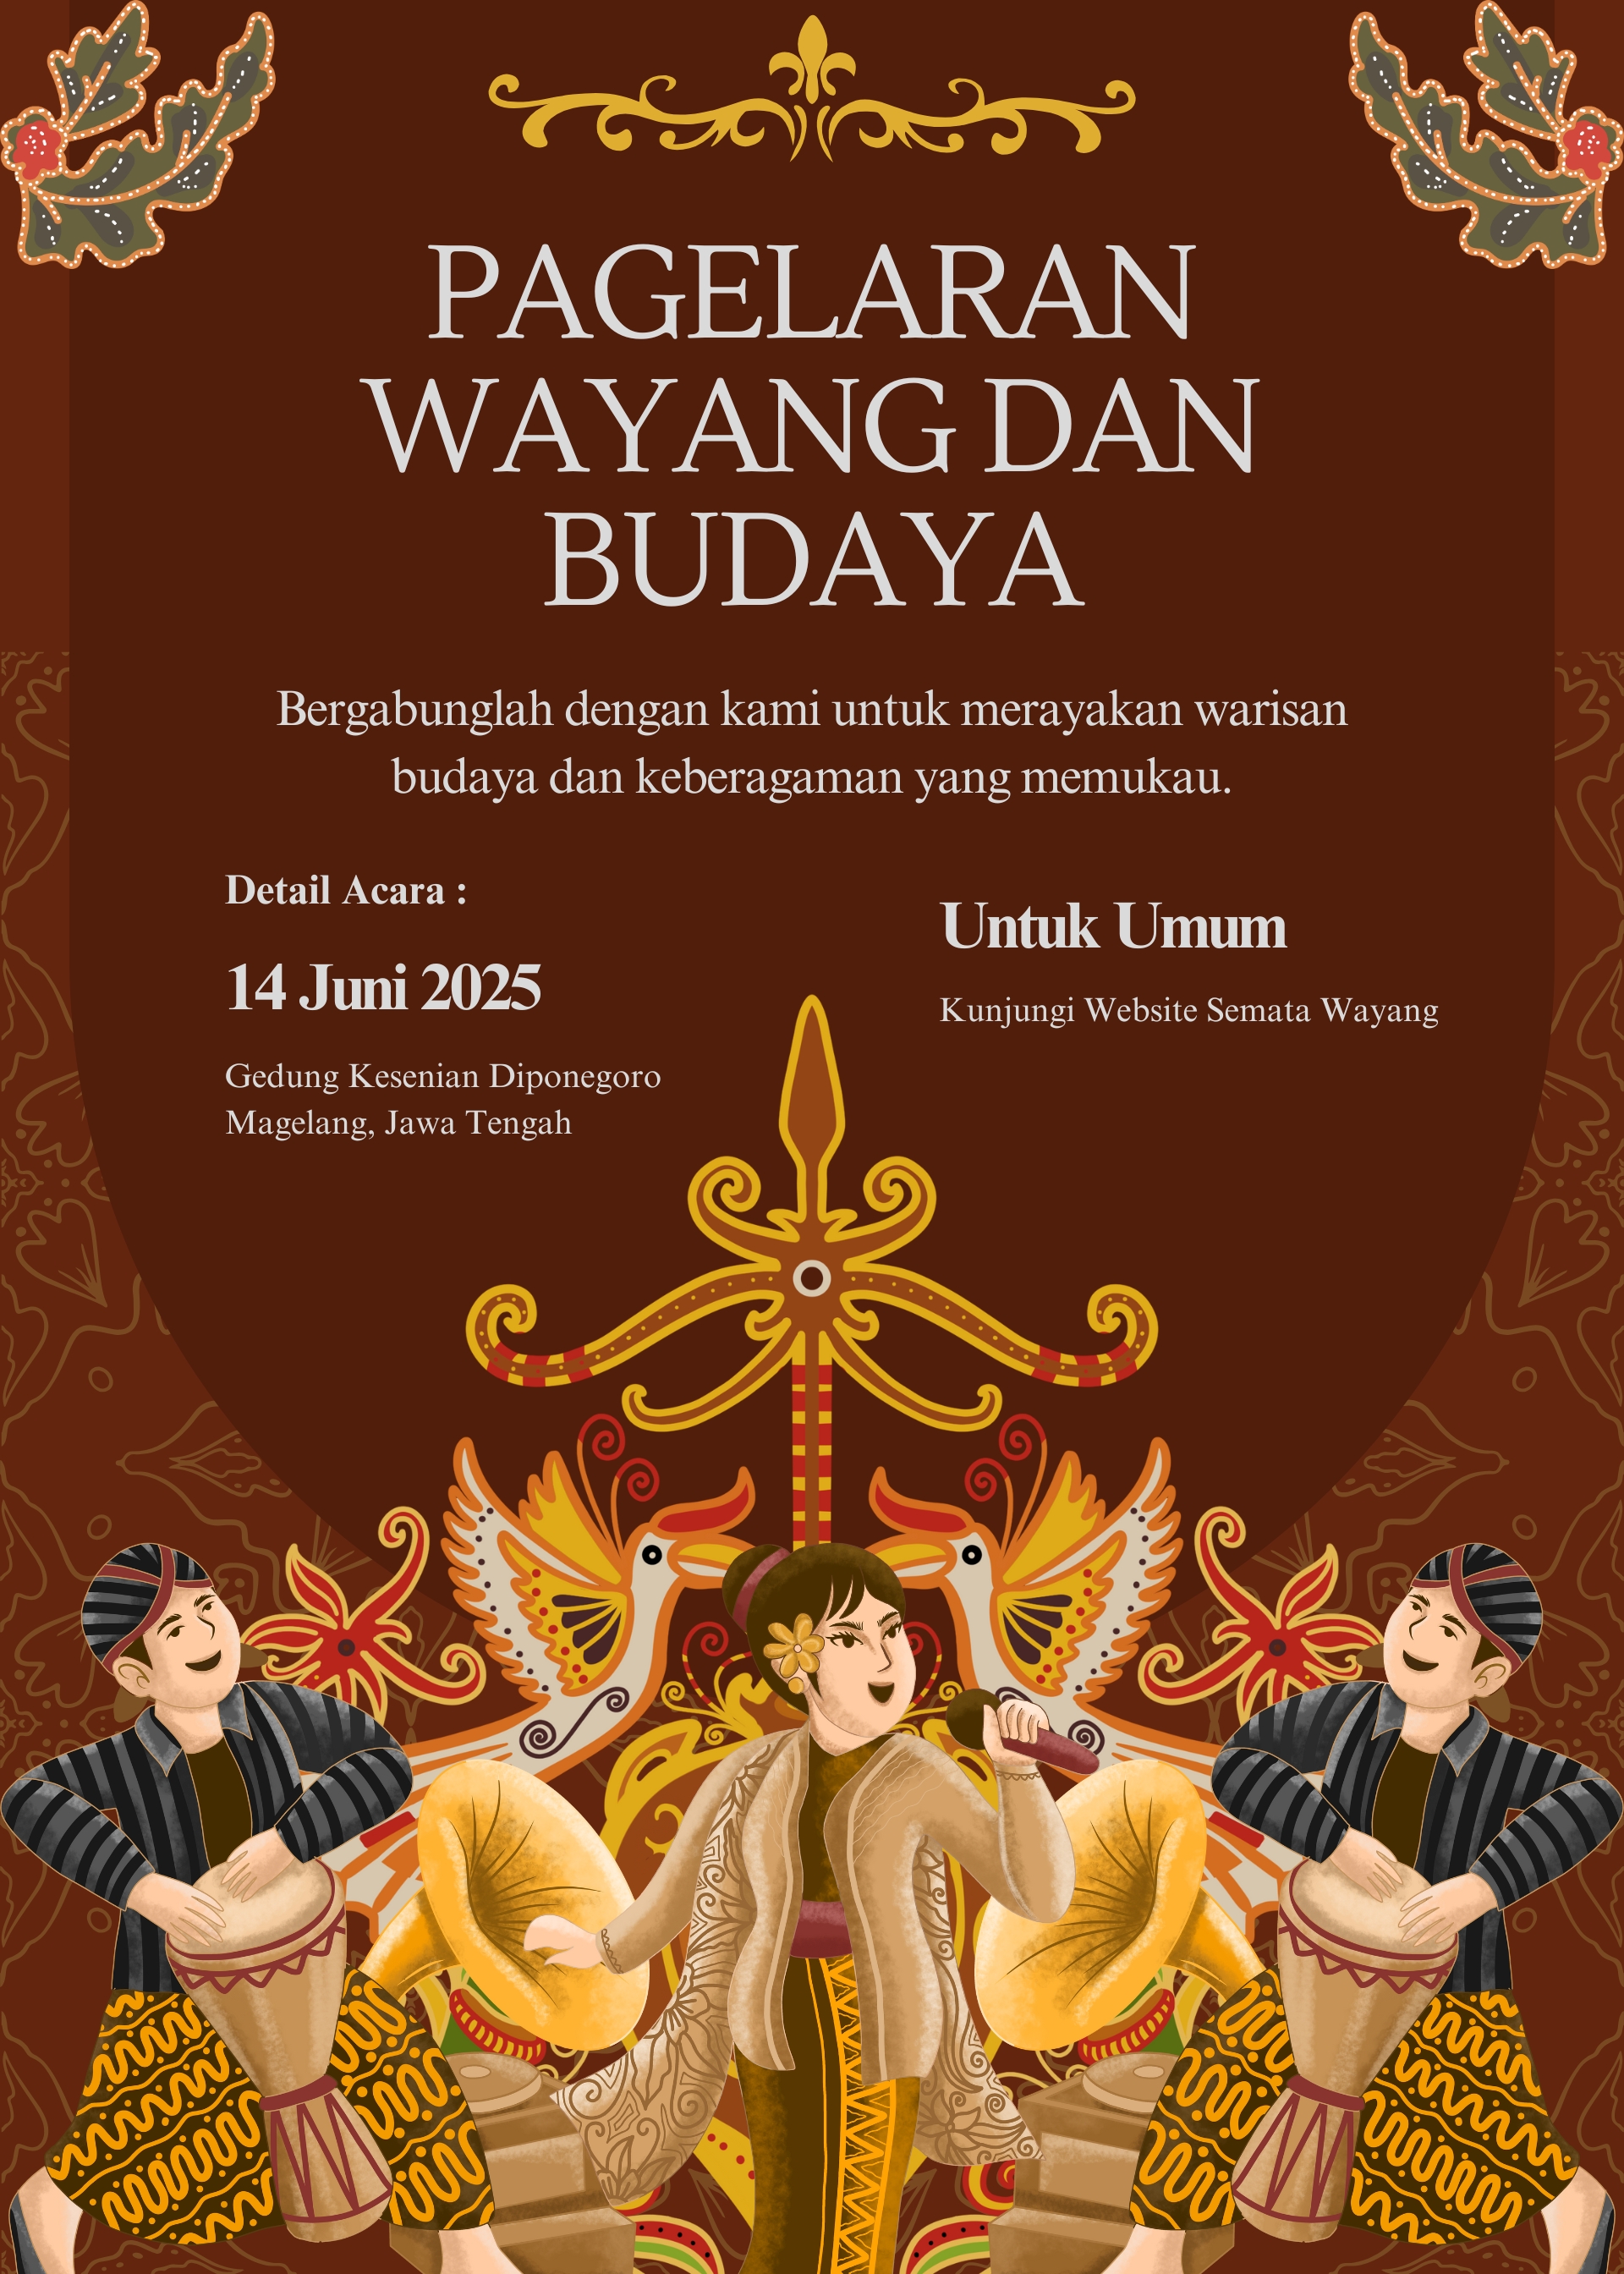 PAGELARAN
WAYANG DAN
BUDAYA
Bergabunglah dengan kami untuk merayakan warisan
budaya dan keberagaman yang memukau.
Detail Acara :
14 Juni 2025
Gedung Kesenian Diponegoro
Magelang, Jawa Tengah
Untuk Umum
Kunjungi Website Semata Wayang